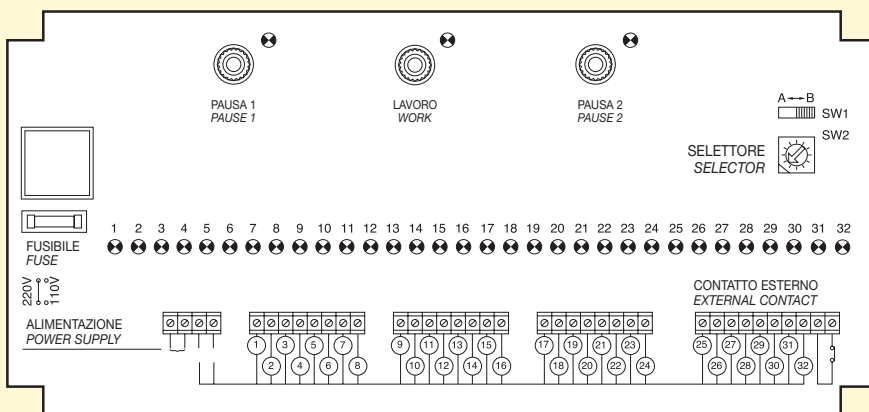 PAUSA 1
PAUSE 1
LAVORO
WORK
PAUSA 2
PAUSE 2
A B
SW1
SW2
SELETTORE
SELECTOR
1 2 3 4 5 6 7 8 9 10 11 12 13 14 15 16 17 18 19 20 21 22 23 24 25 26 27 28 29 30 31 32
FUSIBILE
FUSE
220V
110V
CONTATTO ESTERNO
EXTERNAL CONTACT
ALIMENTAZIONE
POWER SUPPLY
1 3 5 7 9 11 13 15 17 19 21 23 25 27 29 31
2 4 6 8 10 12 14 16 18 20 22 24 26 28 30 32